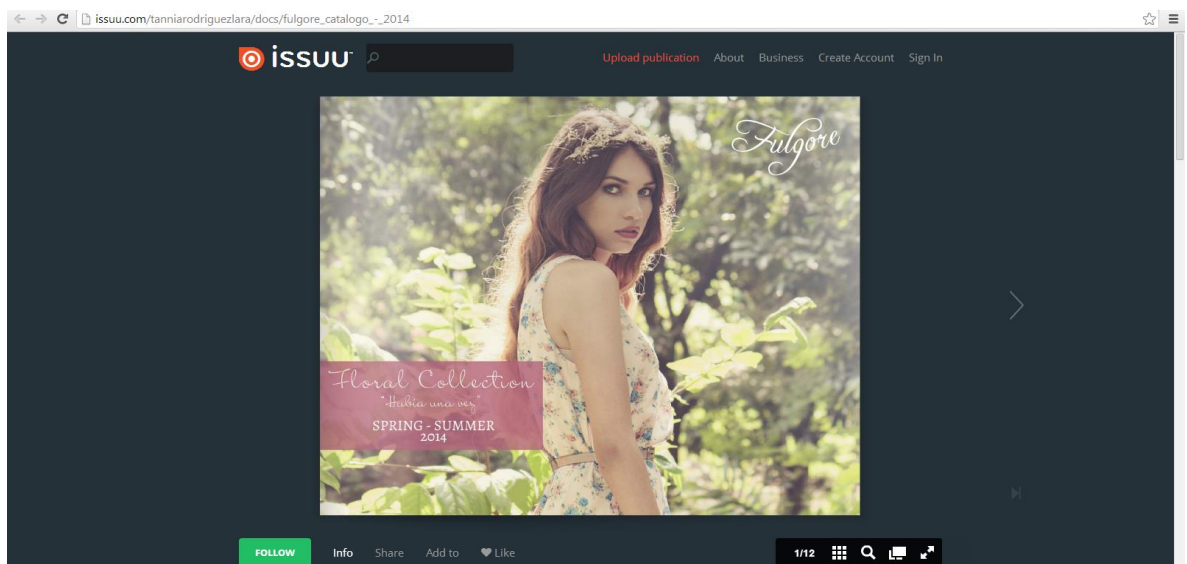 issuu.com/tanniarodriguezlara/docs/fulgore_catalogo_-_2014
issuu
Upload publication About Business Create Account Sign In
Fulgore
Floral Collection
"Habia una vez"
SPRING - SUMMER
2014
FOLLOW Info Share Add to Like
1/12